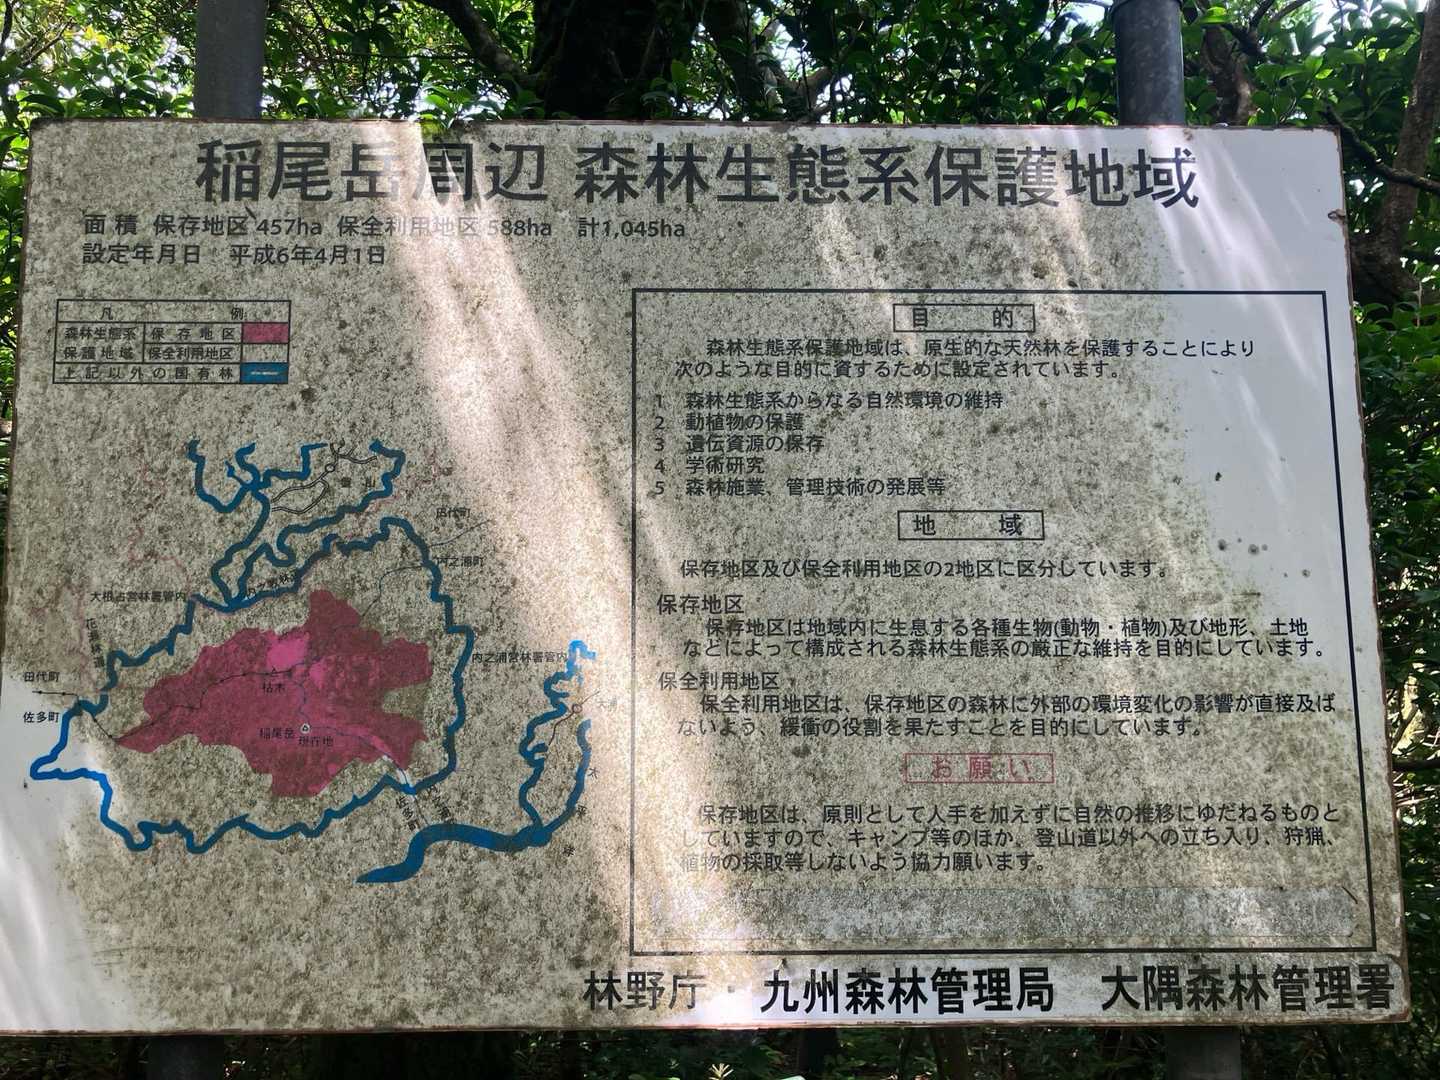 稲尾岳周辺 森林生態系保護地域
面積 保存地区 457ha 保全利用地区 588ha 計1,045ha
設定年月日 平成6年4月1日
凡 例
森林生態系 保存地区
保護地域 保全利用地区
上記以外の国有林
田代町
内之浦町
大根占営林署管内
花瀬林道
内之浦営林署管内
田代町
佐多町
枯木
稲尾岳
現在地
佐多町
目 的
森林生態系保護地域は、原生的な天然林を保護することにより
次のような目的に資するために設定されています。
1 森林生態系からなる自然環境の維持
2 動植物の保護
3 遺伝資源の保存
4 学術研究
5 森林施業、管理技術の発展等
地 域
保存地区及び保全利用地区の2地区に区分しています。
保存地区
保存地区は地域内に生息する各種生物(動物・植物)及び地形、土地
などによって構成される森林生態系の厳正な維持を目的にしています。
保全利用地区
保全利用地区は、保存地区の森林に外部の環境変化の影響が直接及ば
ないよう、緩衝の役割を果たすことを目的にしています。
お 願 い
保存地区は、原則として人手を加えずに自然の推移にゆだねるものと
していますので、キャンプ等のほか、登山道以外への立ち入り、狩猟、
植物の採取等しないよう協力願います。
林野庁・九州森林管理局 大隅森林管理署